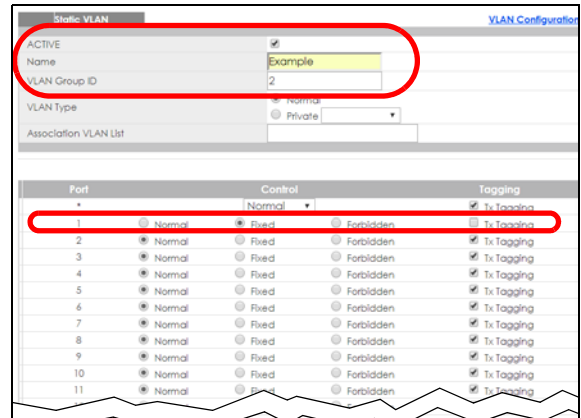 Static VLAN VLAN Configuration
ACTIVE
Name Example
VLAN Group ID 2
VLAN Type Normal
Private
Association VLAN List
Port Control Tagging
* Normal Tx Tagging
1 Normal Fixed Forbidden Tx Tagging
2 Normal Fixed Forbidden Tx Tagging
3 Normal Fixed Forbidden Tx Tagging
4 Normal Fixed Forbidden Tx Tagging
5 Normal Fixed Forbidden Tx Tagging
6 Normal Fixed Forbidden Tx Tagging
7 Normal Fixed Forbidden Tx Tagging
8 Normal Fixed Forbidden Tx Tagging
9 Normal Fixed Forbidden Tx Tagging
10 Normal Fixed Forbidden Tx Tagging
11 Normal Fixed Forbidden Tx Tagging